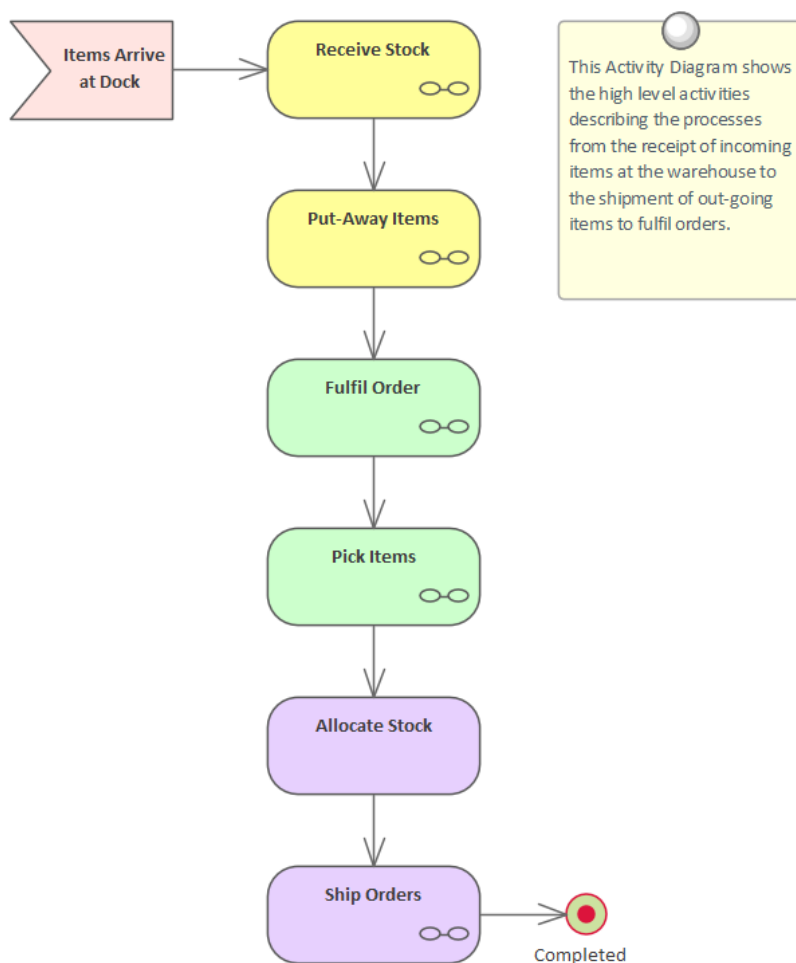 Items Arrive
at Dock
Receive Stock
This Activity Diagram shows
the high level activities
describing the processes
from the receipt of incoming
items at the warehouse to
the shipment of out-going
items to fulfil orders.
Put-Away Items
Fulfil Order
Pick Items
Allocate Stock
Ship Orders
Completed